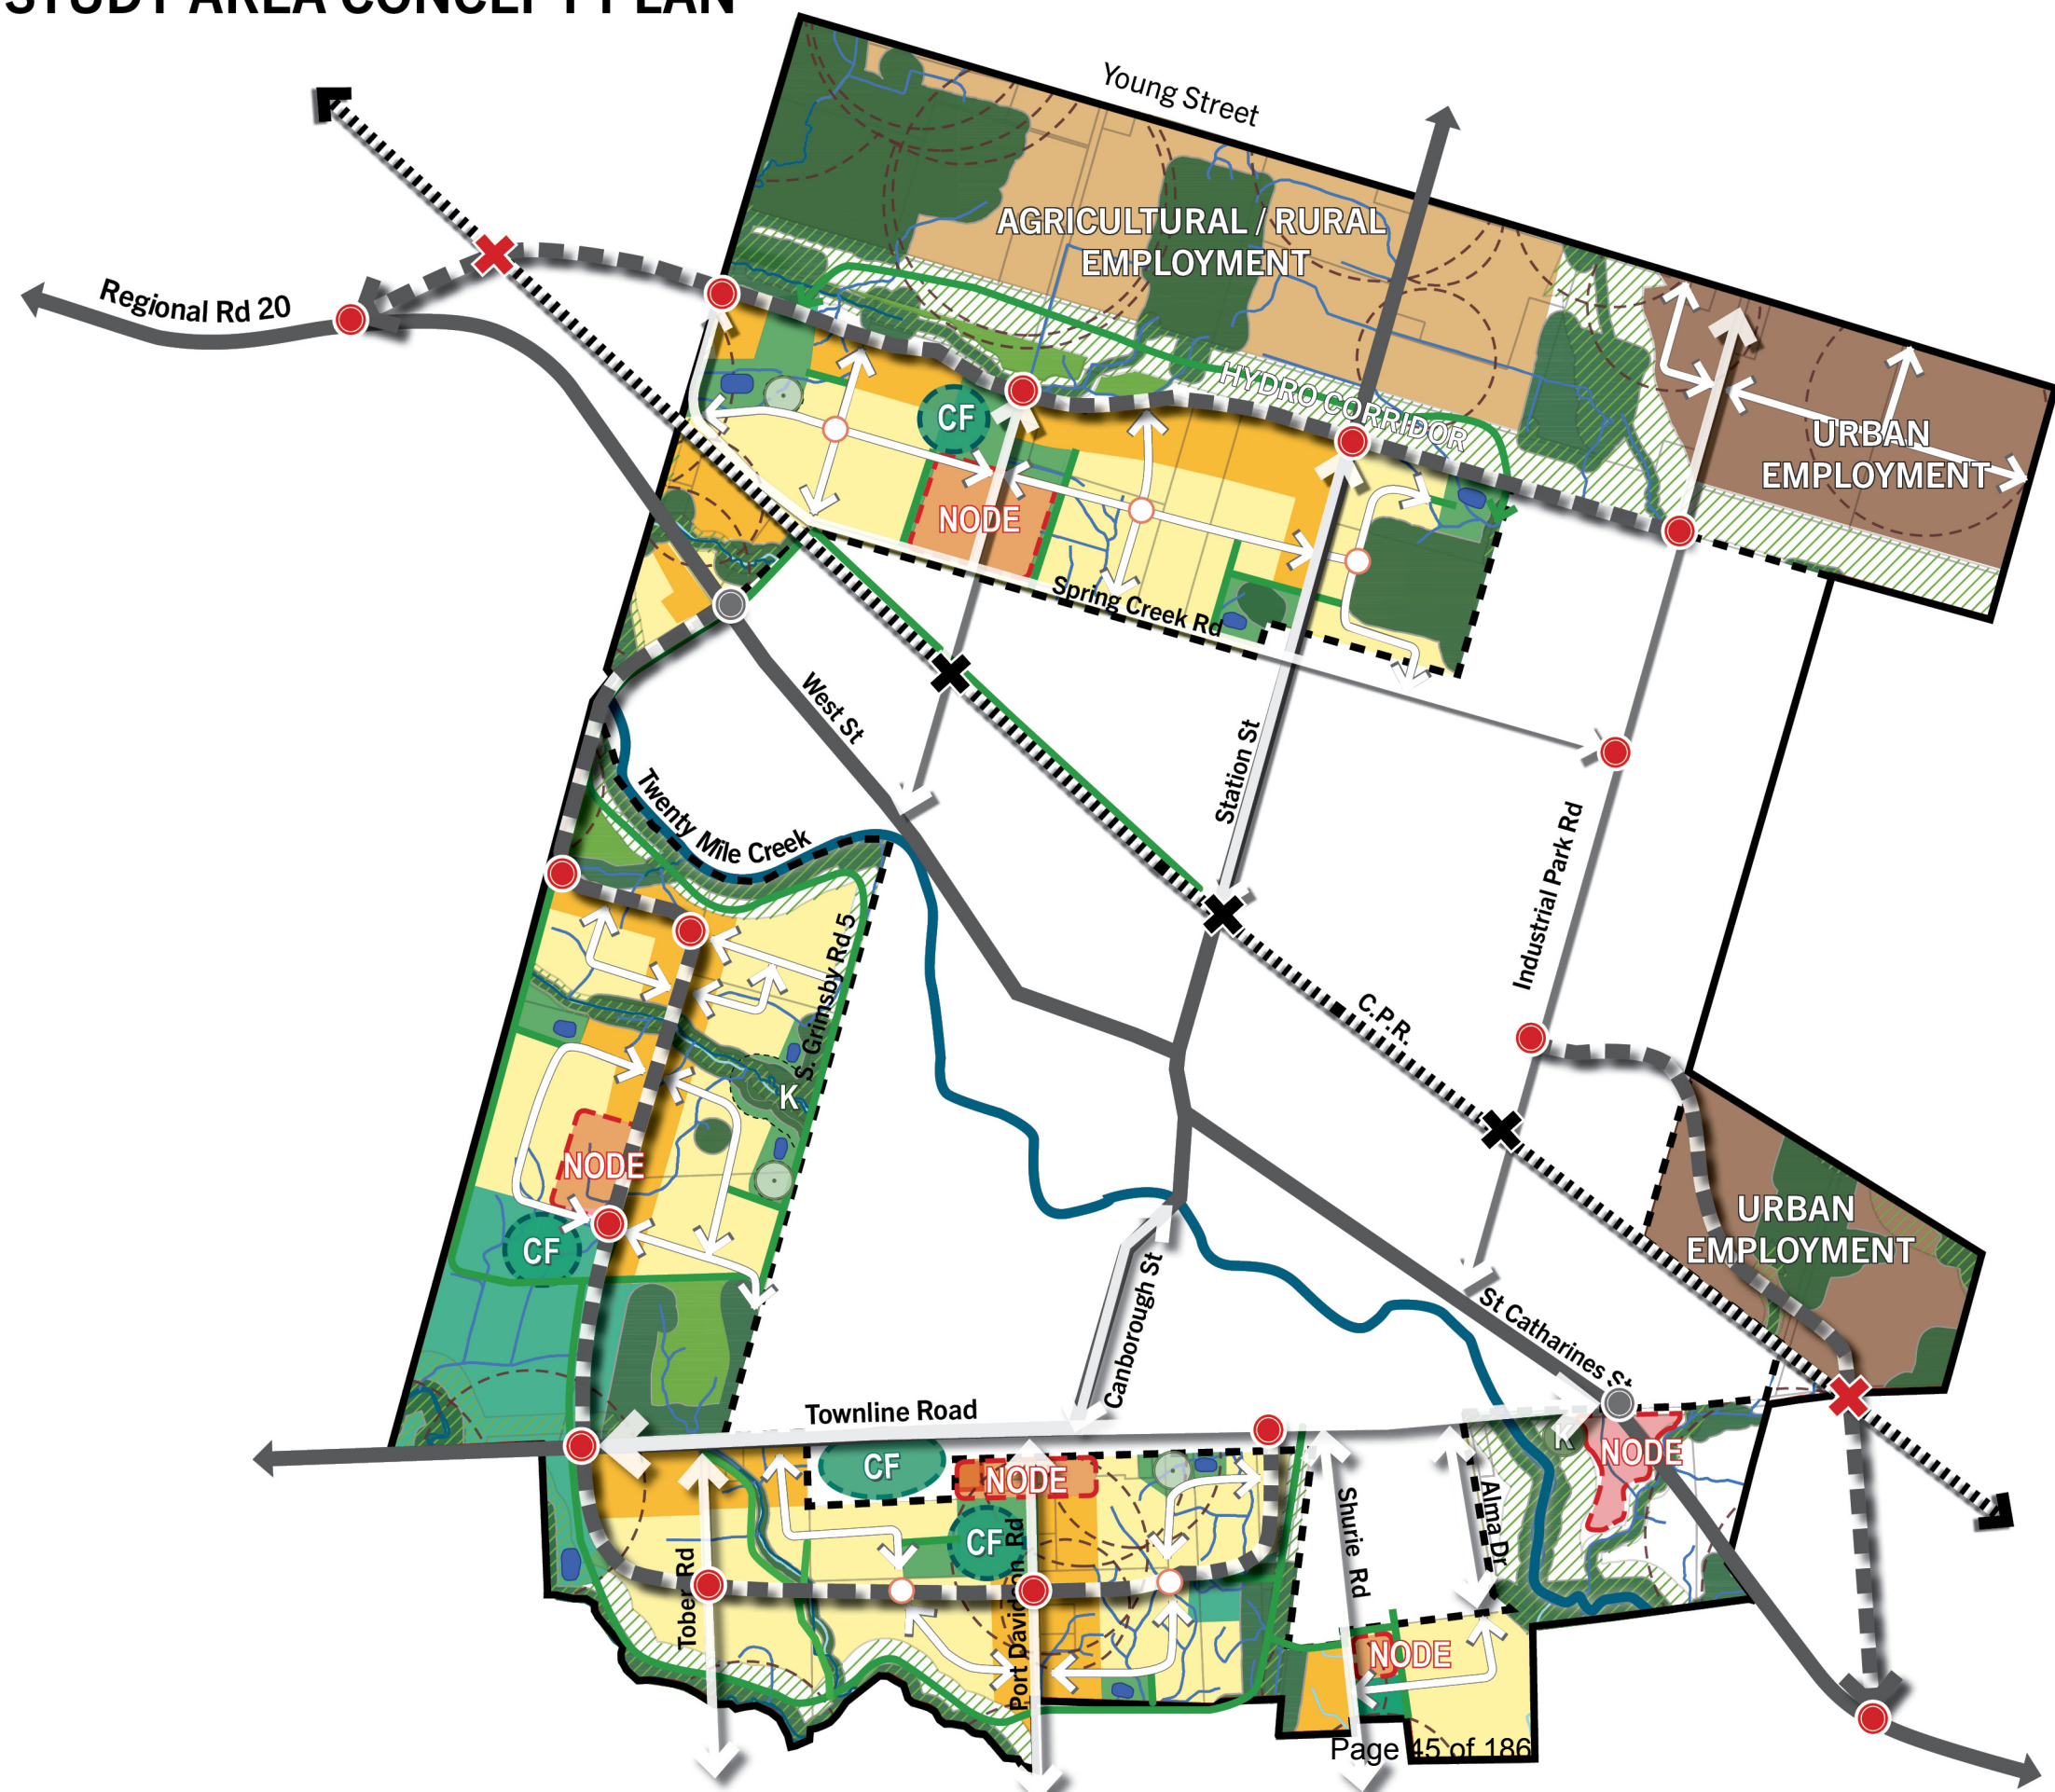 STUDY AREA CONCEPT PLAN
Young Street
AGRICULTURAL / RURAL
EMPLOYMENT
Regional Rd 20
HYDRO CORRIDOR
CF
URBAN
EMPLOYMENT
NODE
Spring Creek Rd
West St
Station St
Twenty Mile Creek
Industrial Park Rd
S. Grimsby Rd 5
C.P.R.
K
NODE
CF
URBAN
EMPLOYMENT
Canborough St
St Catharines St
Townline Road
K
NODE
CF
NODE
CF
Shurie Rd
Alma Dr
Tober Rd
Port Davidson Rd
NODE
Page 45 of 186